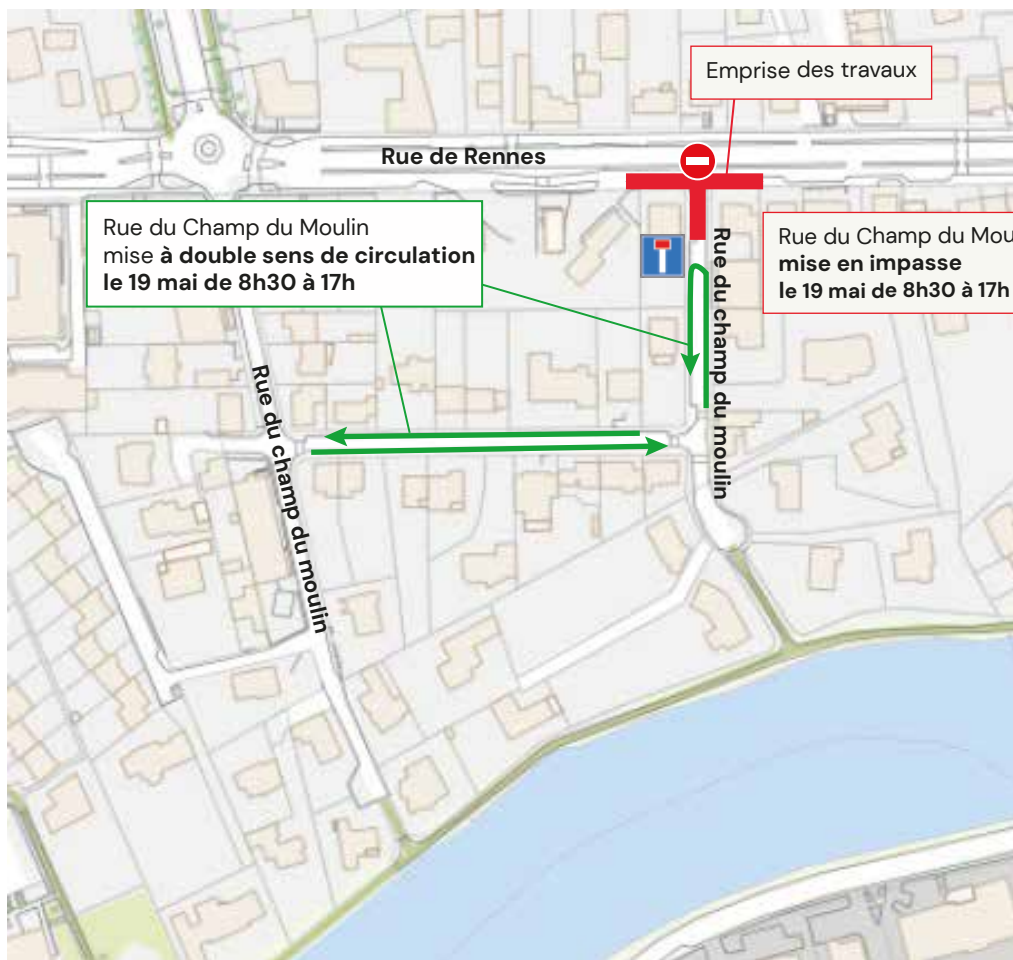 Emprise des travaux
Rue de Rennes
Rue du Champ du Moulin
mise à double sens de circulation
le 19 mai de 8h30 à 17h
Rue du Champ du Mou
mise en impasse
le 19 mai de 8h30 à 17h
Rue du champ du moulin
Rue du champ du moulin